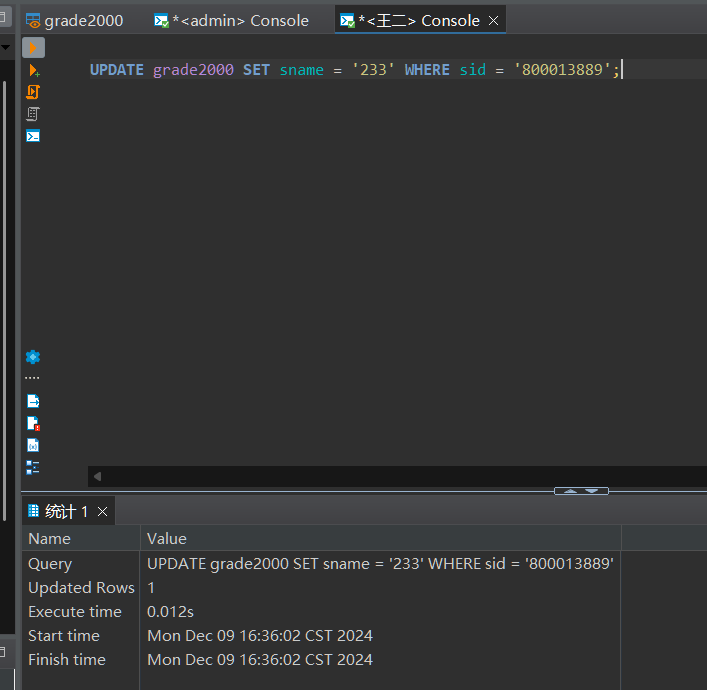 grade2000
*<admin> Console
*<王二> Console
UPDATE grade2000 SET sname = '233' WHERE sid = '800013889';
统计 1
Name Value
Query UPDATE grade2000 SET sname = '233' WHERE sid = '800013889'
Updated Rows 1
Execute time 0.012s
Start time Mon Dec 09 16:36:02 CST 2024
Finish time Mon Dec 09 16:36:02 CST 2024